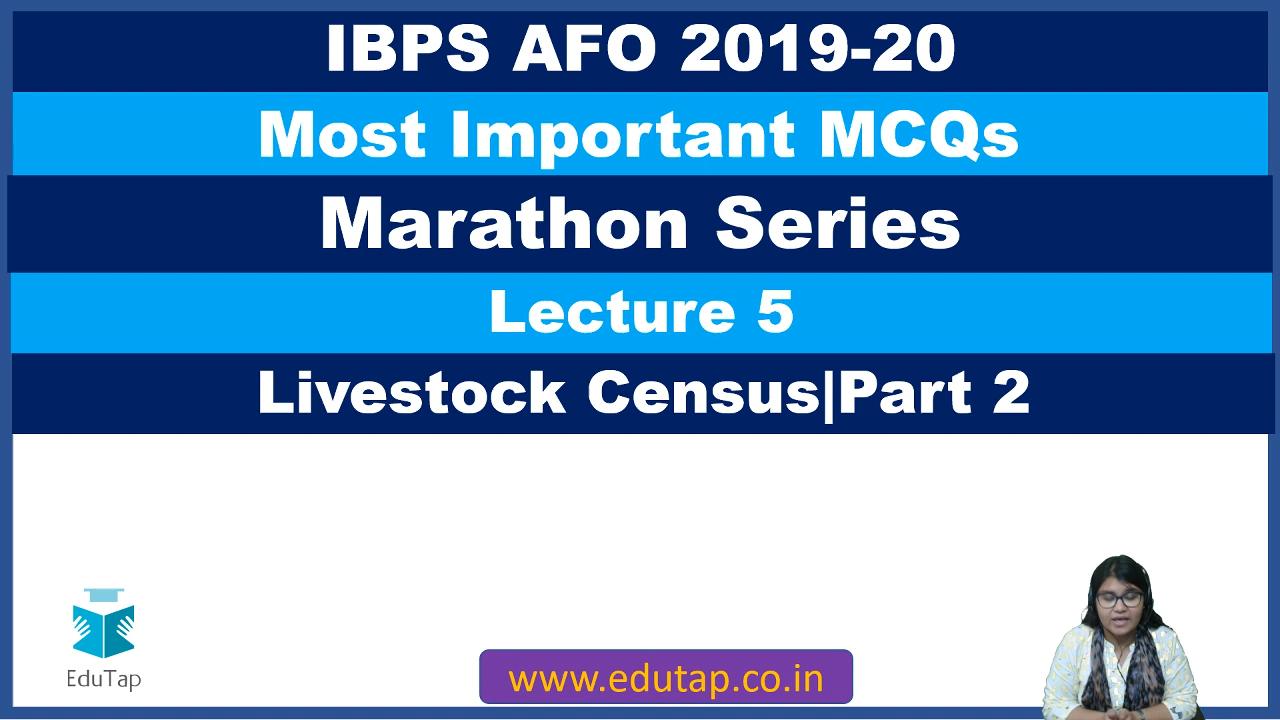 IBPS AFO 2019-20
Most Important MCQs
Marathon Series
Lecture 5
Livestock Census|Part 2
EduTap
www.edutap.co.in